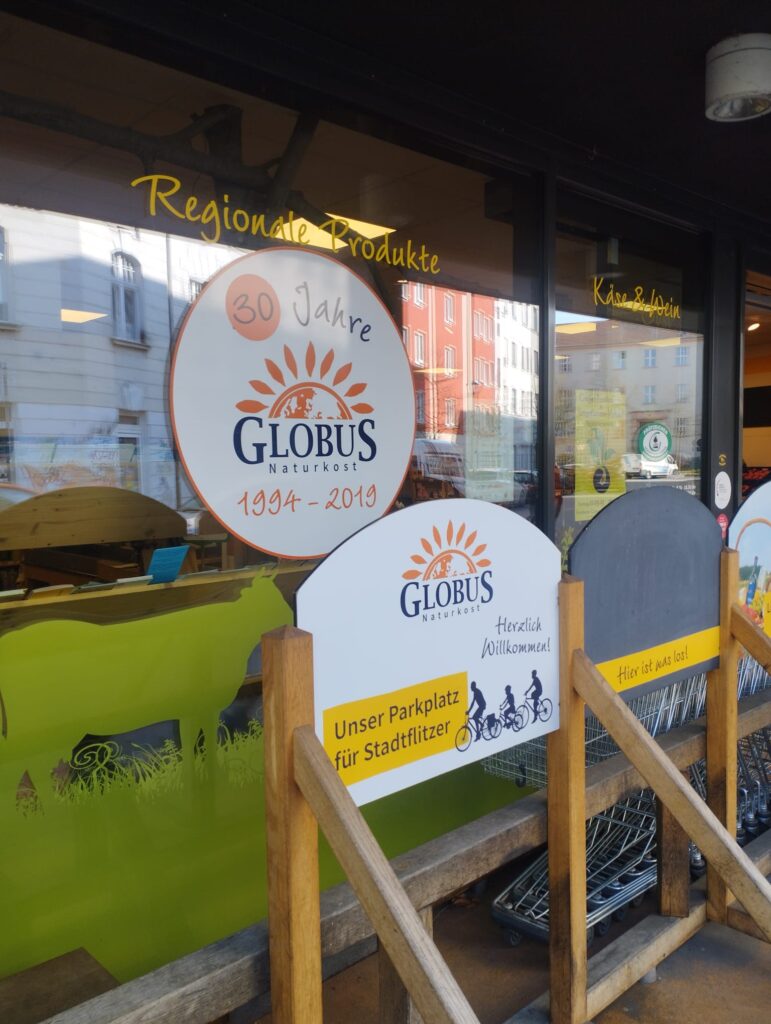 Regionale Produkte
30 Jahre
GLOBUS
Naturkost
1994 - 2019
Käse & Wein
GLOBUS
Naturkost
Herzlich
Willkommen!
Unser Parkplatz
für Stadtflitzer
Hier ist was los!